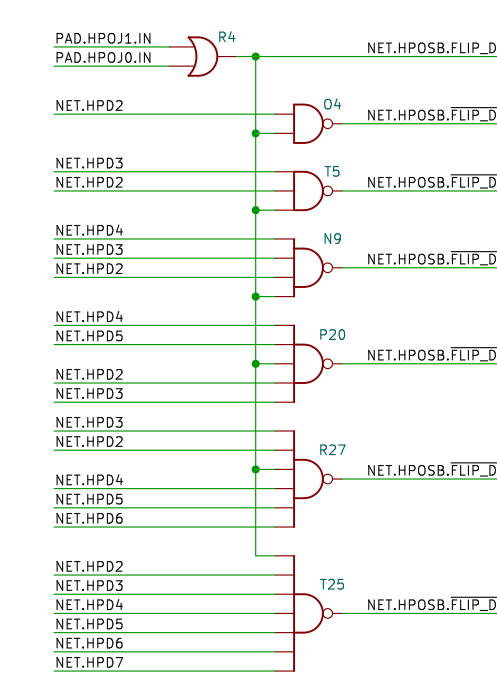 PAD.HPOJ1.IN
R4
PAD.HPOJ0.IN
NET.HPOSB.FLIP_D
NET.HPD2
O4
NET.HPOSB.FLIP_D
NET.HPD3
T5
NET.HPD2
NET.HPOSB.FLIP_D
NET.HPD4
N9
NET.HPD3
NET.HPOSB.FLIP_D
NET.HPD2
NET.HPD4
NET.HPD5
P20
NET.HPOSB.FLIP_D
NET.HPD2
NET.HPD3
NET.HPD3
NET.HPD2
R27
NET.HPOSB.FLIP_D
NET.HPD4
NET.HPD5
NET.HPD6
NET.HPD2
NET.HPD3
T25
NET.HPD4
NET.HPOSB.FLIP_D
NET.HPD5
NET.HPD6
NET.HPD7